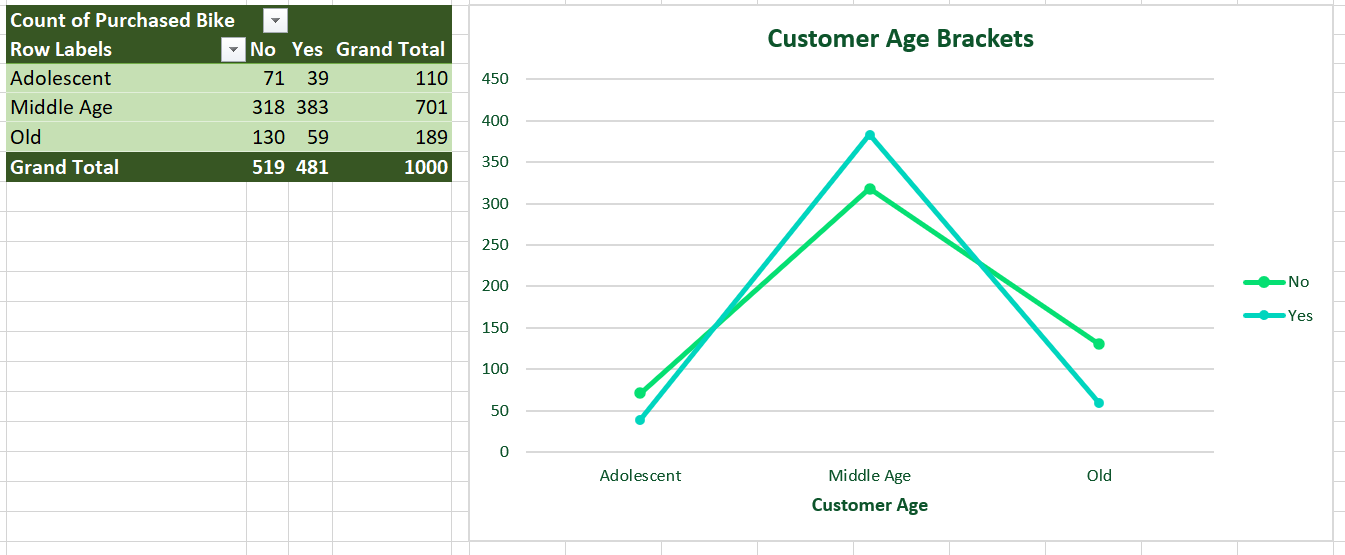 Count of Purchased Bike
Row Labels No Yes Grand Total
Adolescent 71 39 110
Middle Age 318 383 701
Old 130 59 189
Grand Total 519 481 1000
Customer Age Brackets
450
400
350
300
250
200
150
100
50
0
Adolescent Middle Age Old
Customer Age
No
Yes